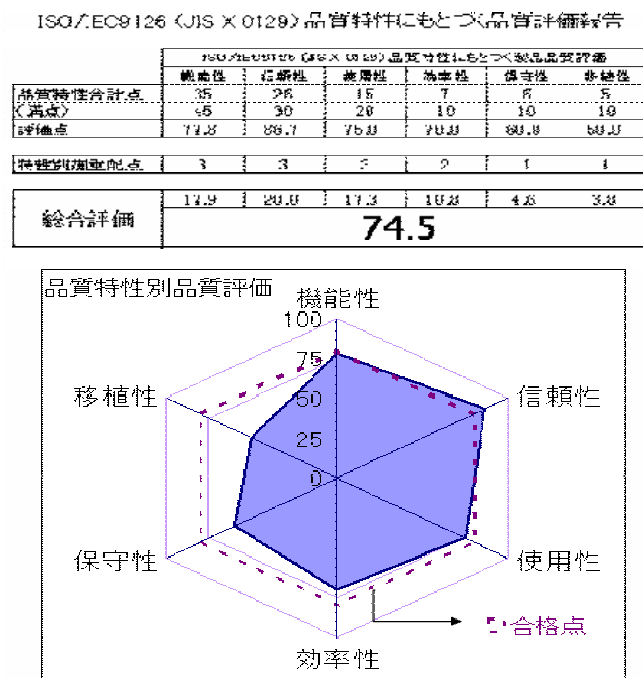 ISO/IEC9126 (JIS X 0129) 品質特性にもとづく品質評価報告
ISO/IEC9126 (JIS X 0129) 品質特性にもとづく製品品質評価
機能性 信頼性 使用性 効率性 保守性 移植性
品質特性合計点 35 26 15 7 6 5
(満点) 45 30 20 10 10 10
評価点 77.8 86.7 75.0 70.0 60.0 50.0
特性別 配点 3 3 2 1 1
17.9 20.0 17.3 10.8 4.6 3.8
総合評価 74.5
品質特性別品質評価
機能性
100
75
移植性
50
信頼性
25
0
保守性
使用性
合格点
効率性